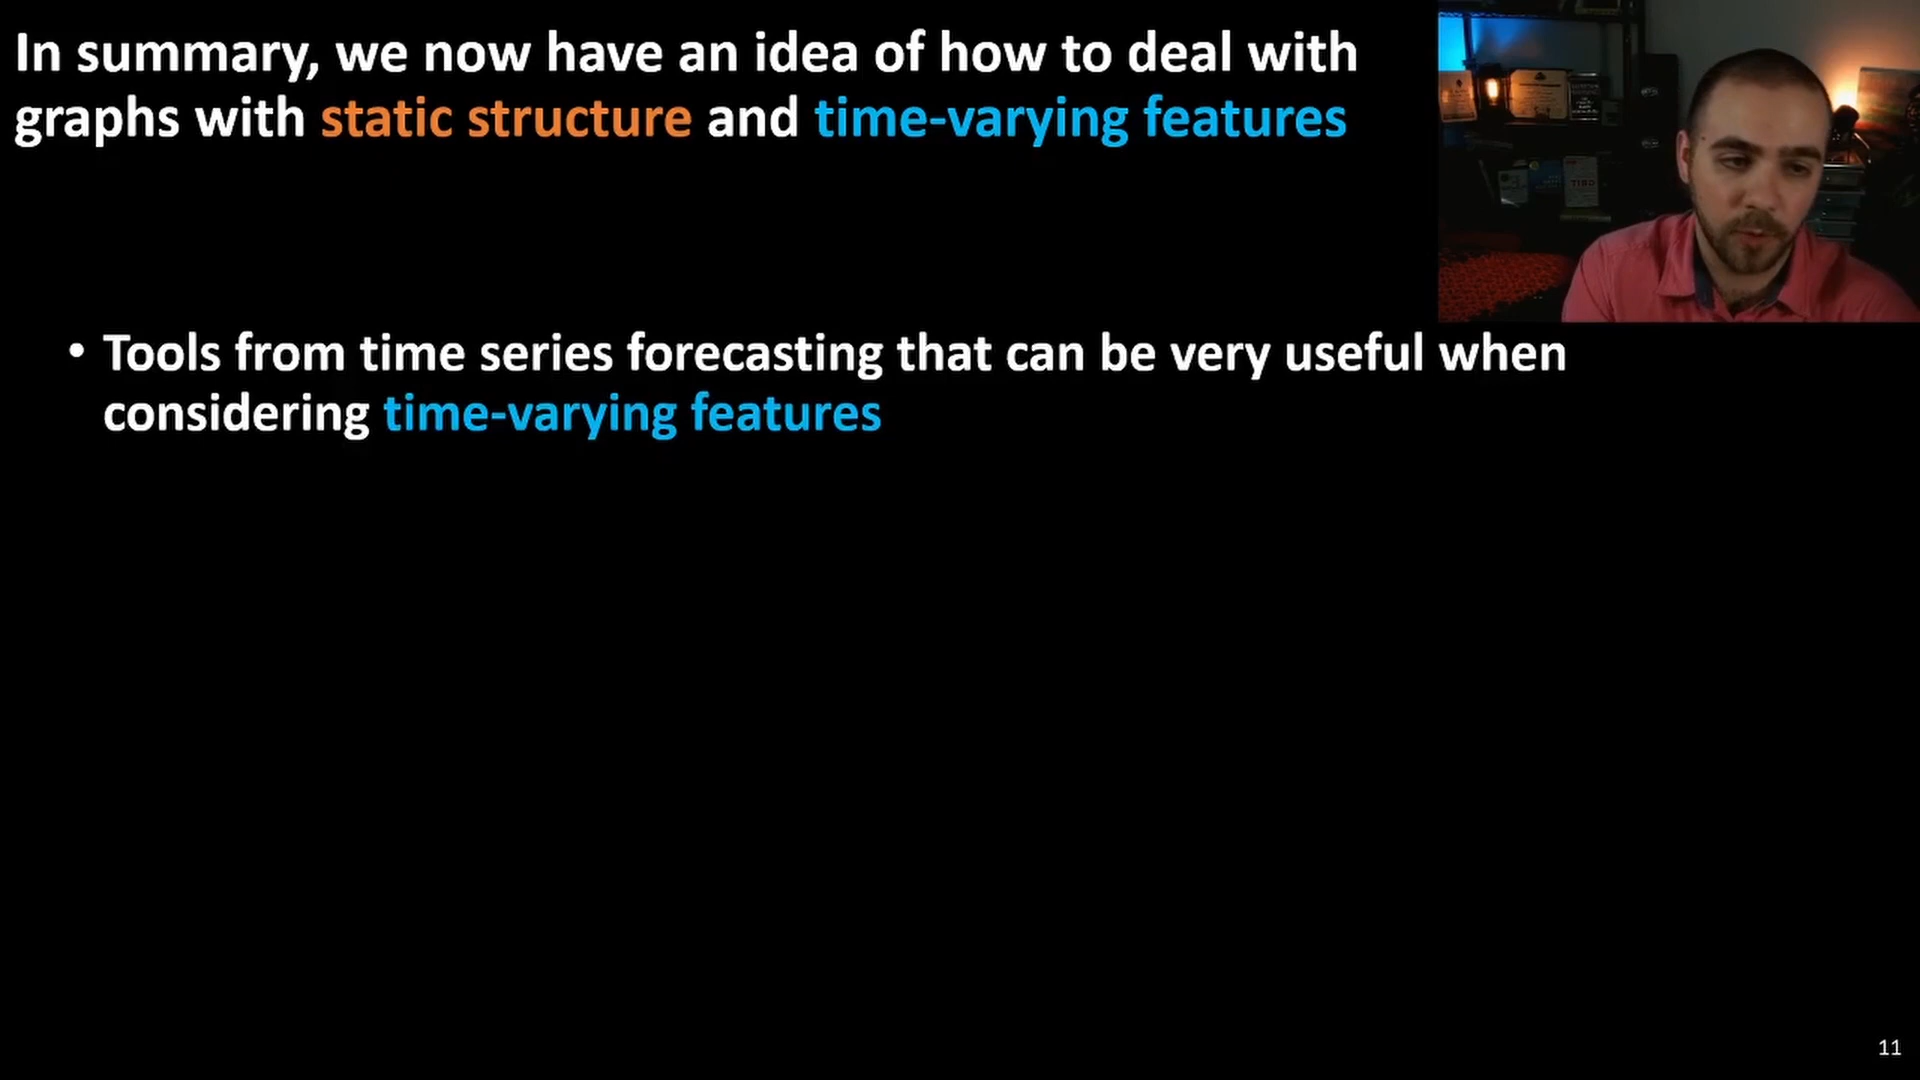 In summary, we now have an idea of how to deal with
graphs with static structure and time-varying features
• Tools from time series forecasting that can be very useful when
considering time-varying features
11